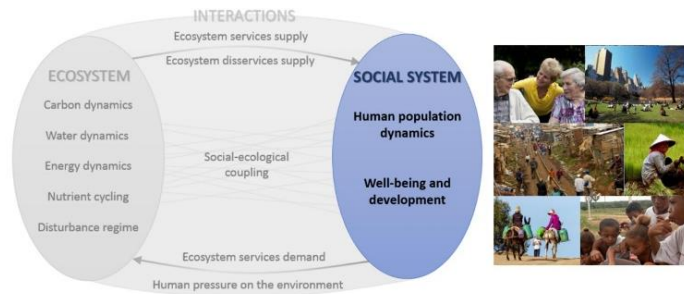 INTERACTIONS
Ecosystem services supply
Ecosystem disservices supply
ECOSYSTEM
Carbon dynamics
Water dynamics
Energy dynamics
Nutrient cycling
Disturbance regime
Social-ecological
coupling
SOCIAL SYSTEM
Human population
dynamics
Well-being and
development
Ecosystem services demand
Human pressure on the environment